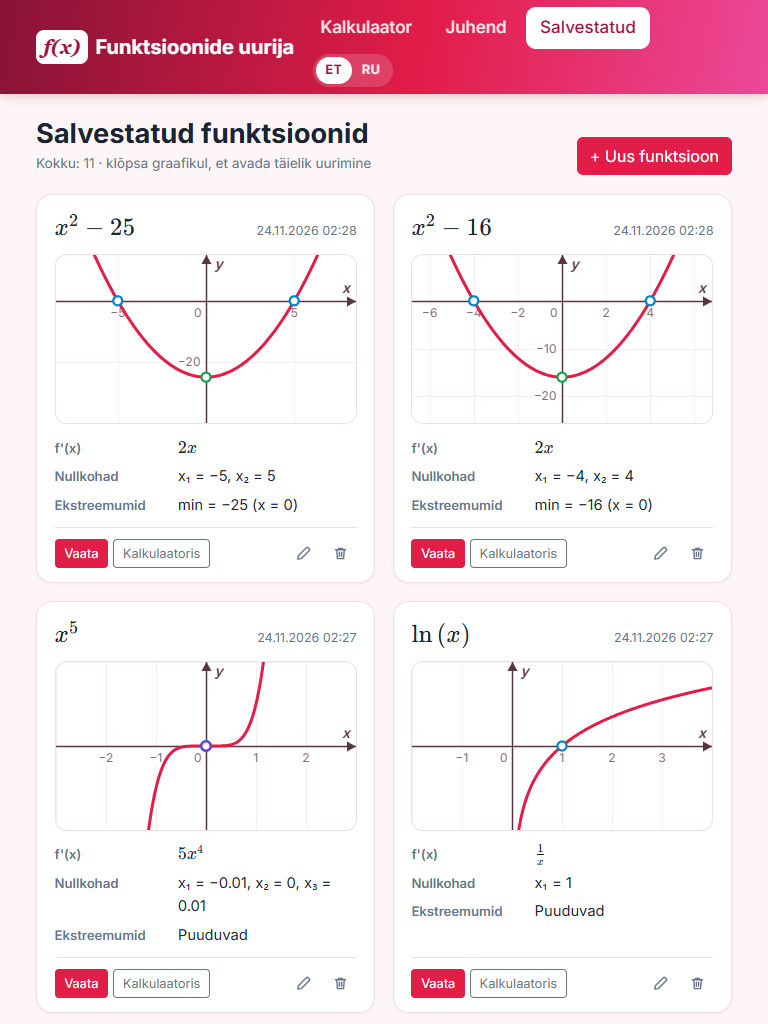 f(x) Funktsioonide uurija
Kalkulaator Juhend Salvestatud
ET RU
Salvestatud funktsioonid
Kokku: 11 · klõpsa graafikul, et avada täielik uurimine
+ Uus funktsioon
x² − 25 24.11.2026 02:28
y
x
−5 0 5
−20
f'(x) 2x
Nullkohad x₁ = −5, x₂ = 5
Ekstreemumid min = −25 (x = 0)
Vaata Kalkulaatoris
x² − 16 24.11.2026 02:28
y
x
−6 −4 −2 0 2 4
−10
−20
f'(x) 2x
Nullkohad x₁ = −4, x₂ = 4
Ekstreemumid min = −16 (x = 0)
Vaata Kalkulaatoris
x⁵ 24.11.2026 02:27
y
x
−2 −1 0 1 2
f'(x) 5x⁴
Nullkohad x₁ = −0.01, x₂ = 0, x₃ =
0.01
Ekstreemumid Puuduvad
Vaata Kalkulaatoris
ln (x) 24.11.2026 02:27
y
x
−1 0 1 2 3
f'(x) 1/x
Nullkohad x₁ = 1
Ekstreemumid Puuduvad
Vaata Kalkulaatoris